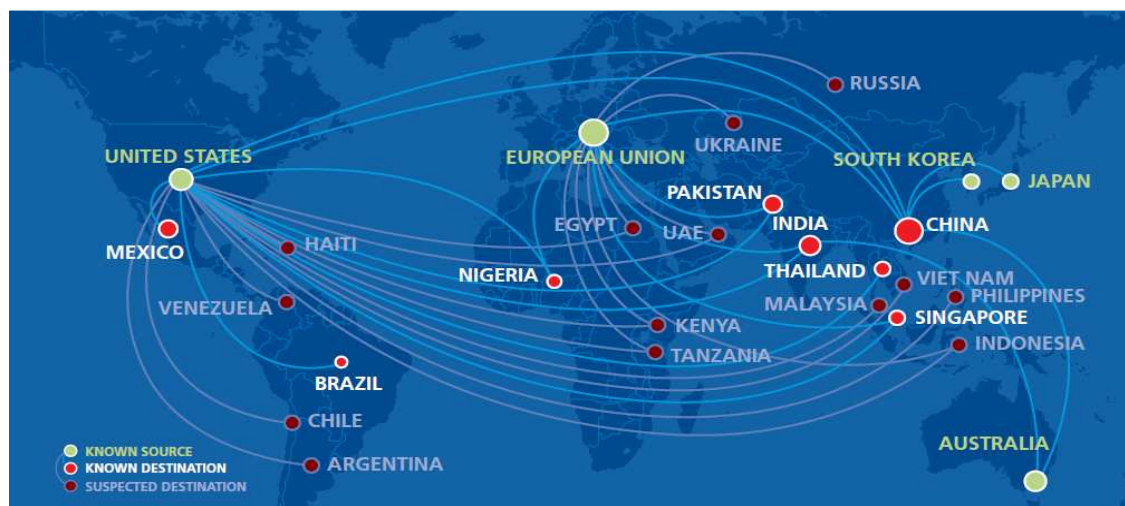 RUSSIA
UKRAINE
UNITED STATES
EUROPEAN UNION
SOUTH KOREA
JAPAN
PAKISTAN
INDIA
CHINA
EGYPT
UAE
MEXICO
HAITI
NIGERIA
THAILAND
VIET NAM
MALAYSIA
PHILIPPINES
VENEZUELA
SINGAPORE
KENYA
INDONESIA
TANZANIA
BRAZIL
CHILE
AUSTRALIA
ARGENTINA
KNOWN SOURCE
KNOWN DESTINATION
SUSPECTED DESTINATION